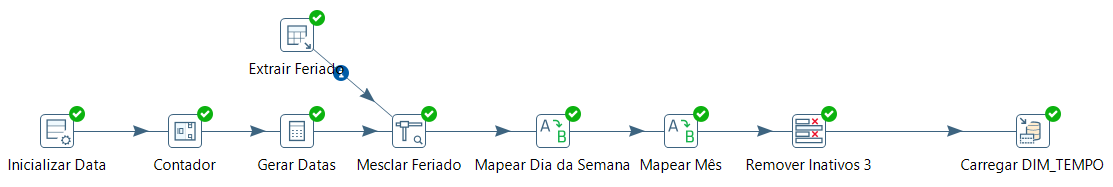 Extrair Feriado
Inicializar Data
Contador
Gerar Datas
Mesclar Feriado
A
B
Mapear Dia da Semana
A
B
Mapear Mês
Remover Inativos 3
Carregar DIM_TEMPO